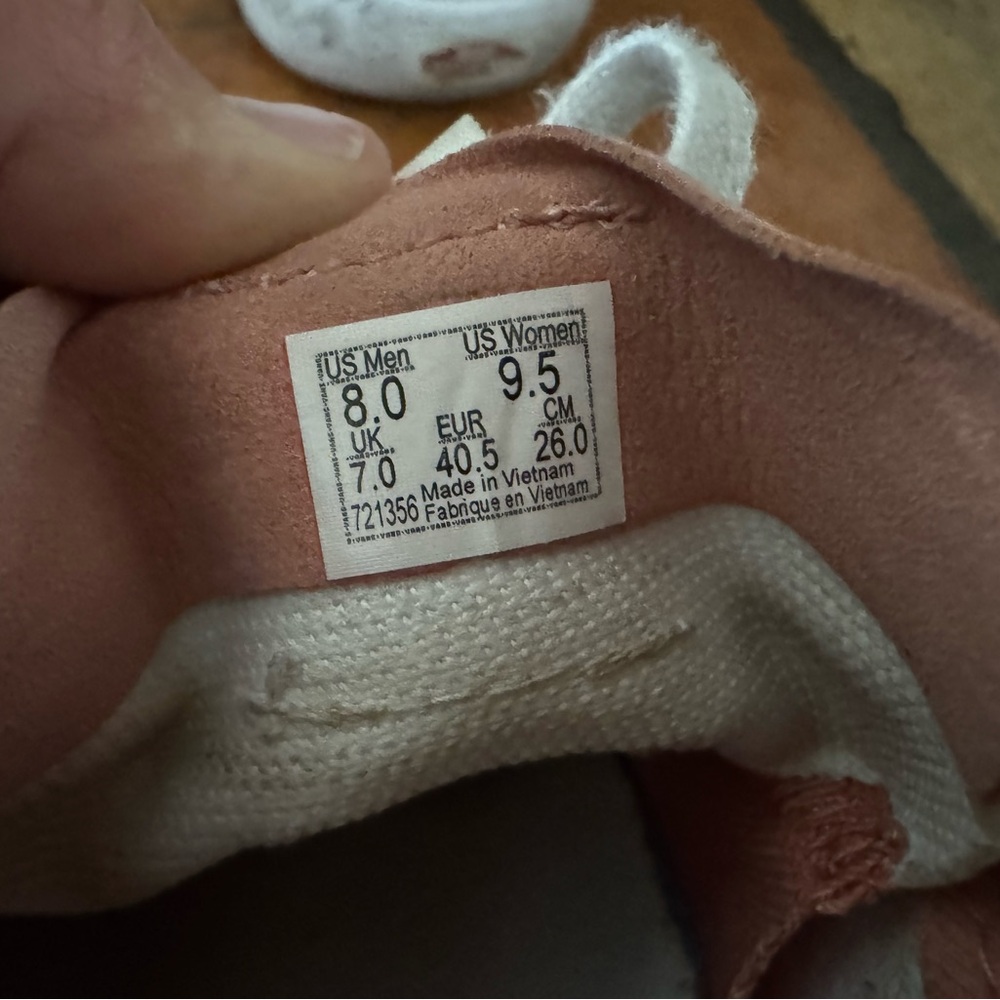 US Men US Women
8.0 9.5
UK EUR CM
7.0 40.5 26.0
Made in Vietnam
721356 Fabrique en Vietnam